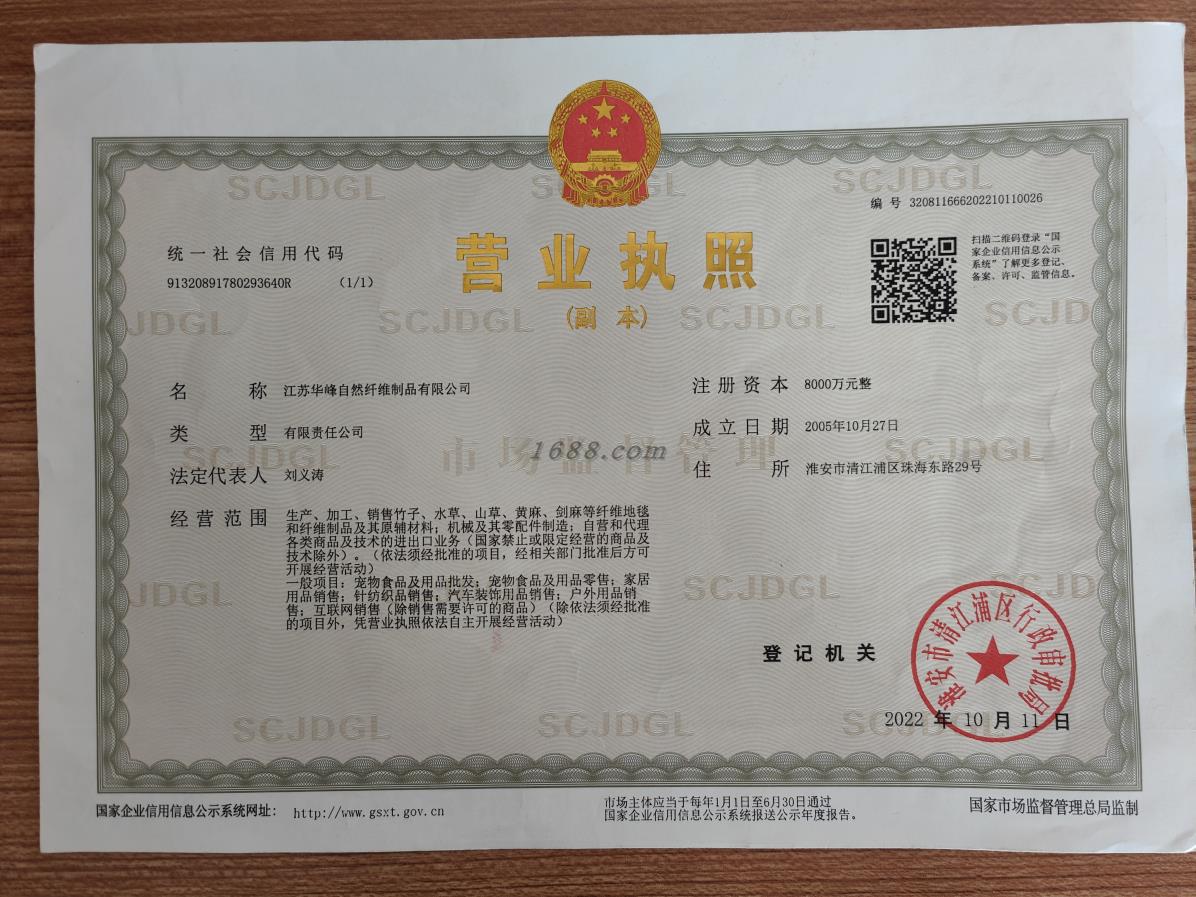 编 号 320811666202210110026
统一社会信用代码
91320891780293640R （1/1）
营业执照
（副 本）
扫描二维码登录“国
家企业信用信息公示
系统”了解更多登记、
备案、许可、监管信息。
名 称 江苏华峰自然纤维制品有限公司
类 型 有限责任公司
法定代表人 刘义涛
经营范围 生产、加工、销售竹子、水草、山草、黄麻、剑麻等纤维地毯
和纤维制品及其原辅材料；机械及其零配件制造；自营和代理
各类商品及技术的进出口业务（国家禁止或限定经营的商品及
技术除外）。（依法须经批准的项目，经相关部门批准后方可
开展经营活动）
一般项目：宠物食品及用品批发；宠物食品及用品零售；家居
用品销售；针纺织品销售；汽车装饰用品销售；户外用品销
售；互联网销售（除销售需要许可的商品）（除依法须经批准
的项目外，凭营业执照依法自主开展经营活动）
注册资本 8000万元整
成立日期 2005年10月27日
住 所 淮安市清江浦区珠海东路29号
市场监督管理
1688.com
SCJDGL
SCJDGL
SCJDGL
JDGL
SCJDGL
SCJDGL
SCJD
SCJDGL
SCJDGL
JDGL
SCJDGL
SCJDGL
SCJDGL
SCJDGL
SCJDGL
登记机关
淮安市清江浦区行政审批局
2022 年 10 月 11 日
国家企业信用信息公示系统网址： http://www.gsxt.gov.cn
市场主体应当于每年1月1日至6月30日通过
国家企业信用信息公示系统报送公示年度报告。
国家市场监督管理总局监制